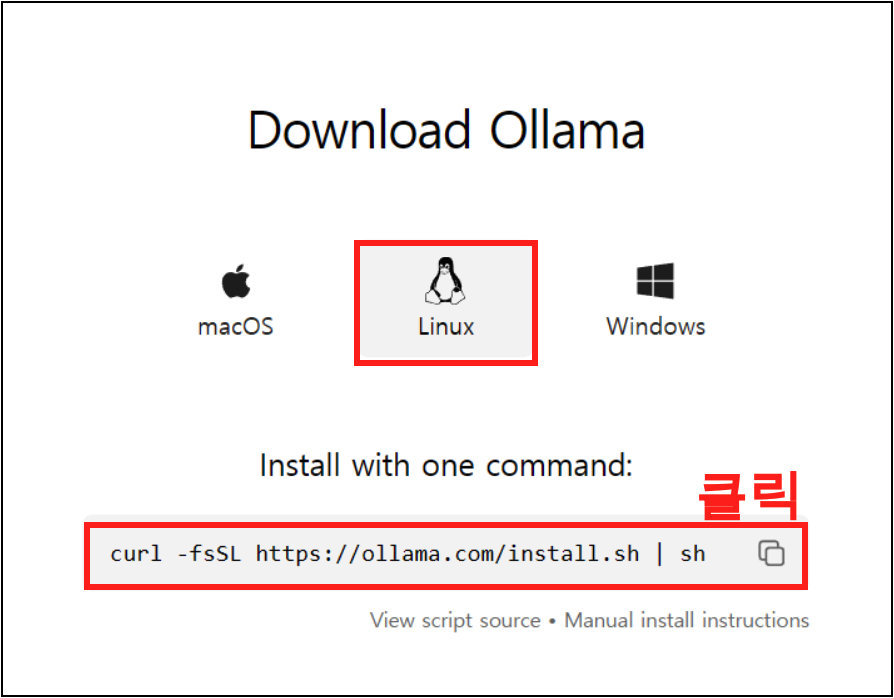 Download Ollama
macOS
Linux
Windows
Install with one command:
클릭
curl -fsSL https://ollama.com/install.sh | sh
View script source • Manual install instructions